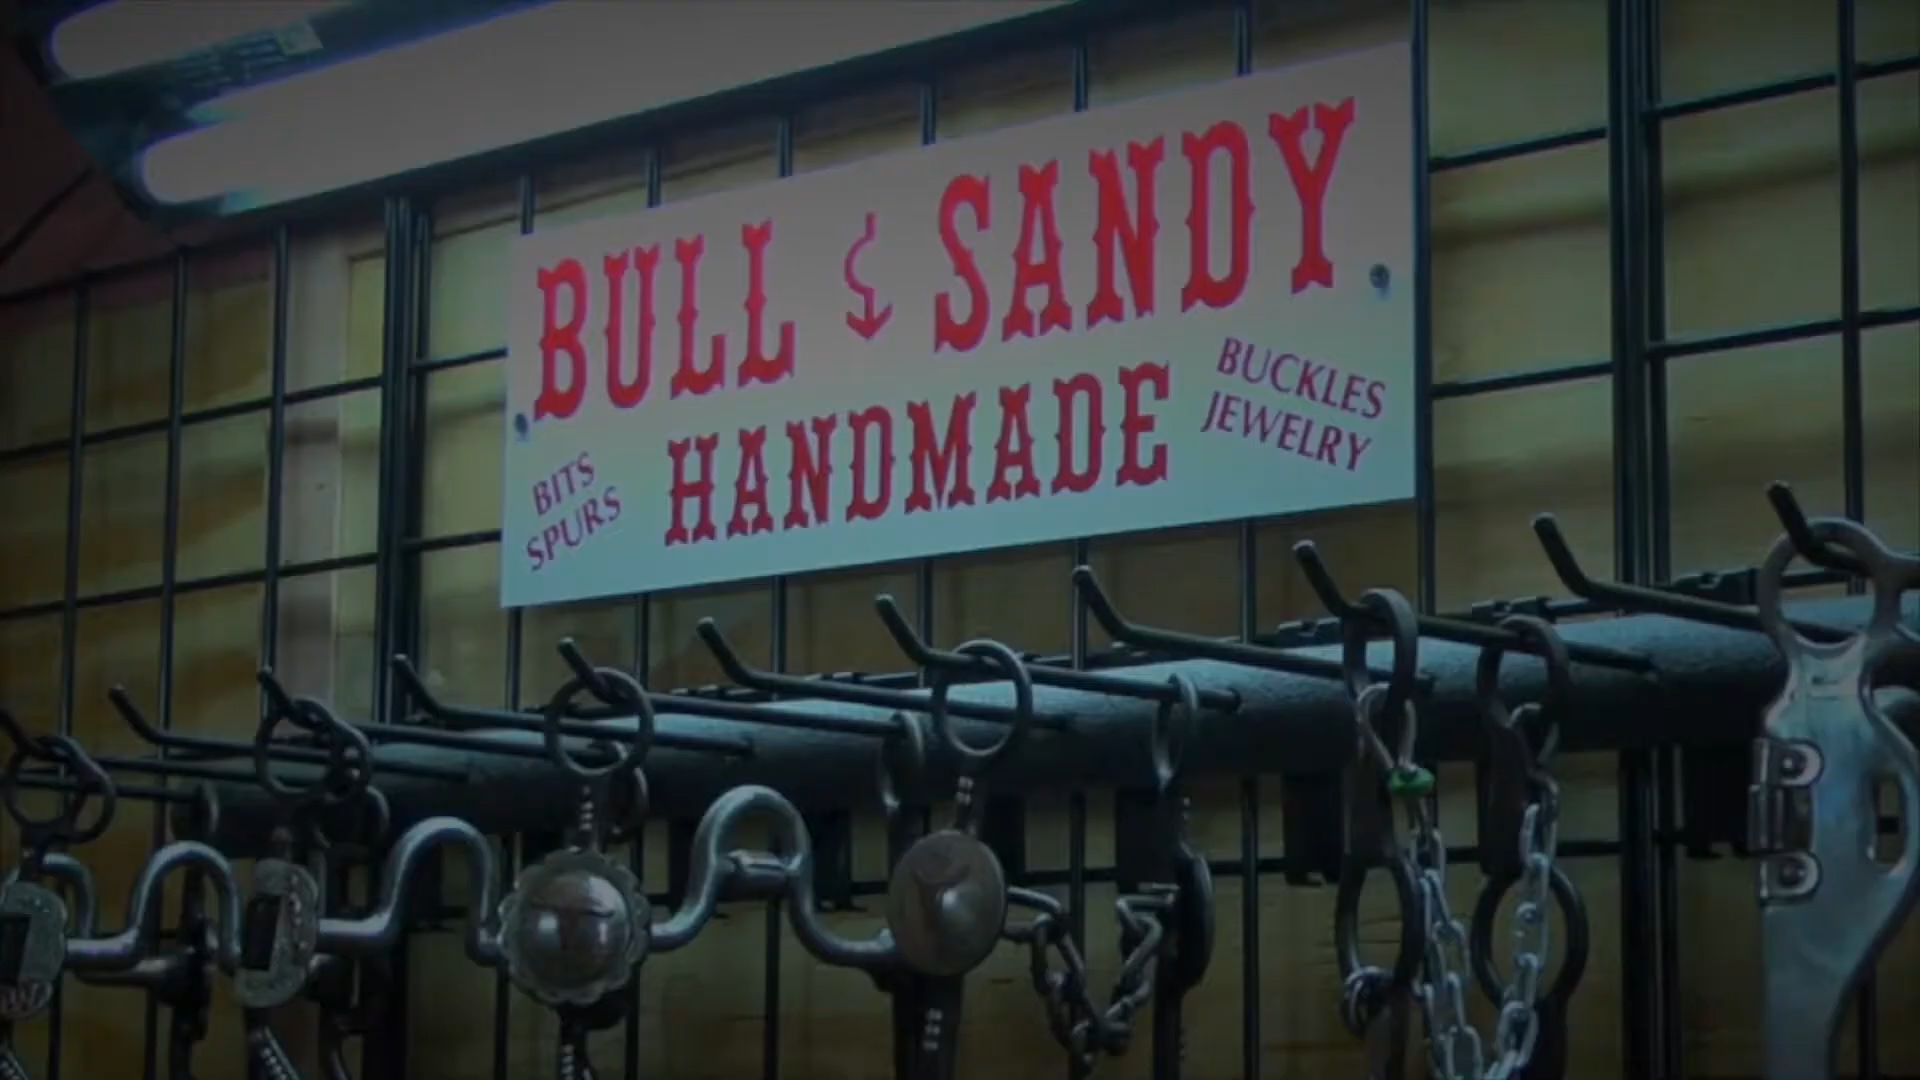 BULL & SANDY
HANDMADE
BITS
SPURS
BUCKLES
JEWELRY